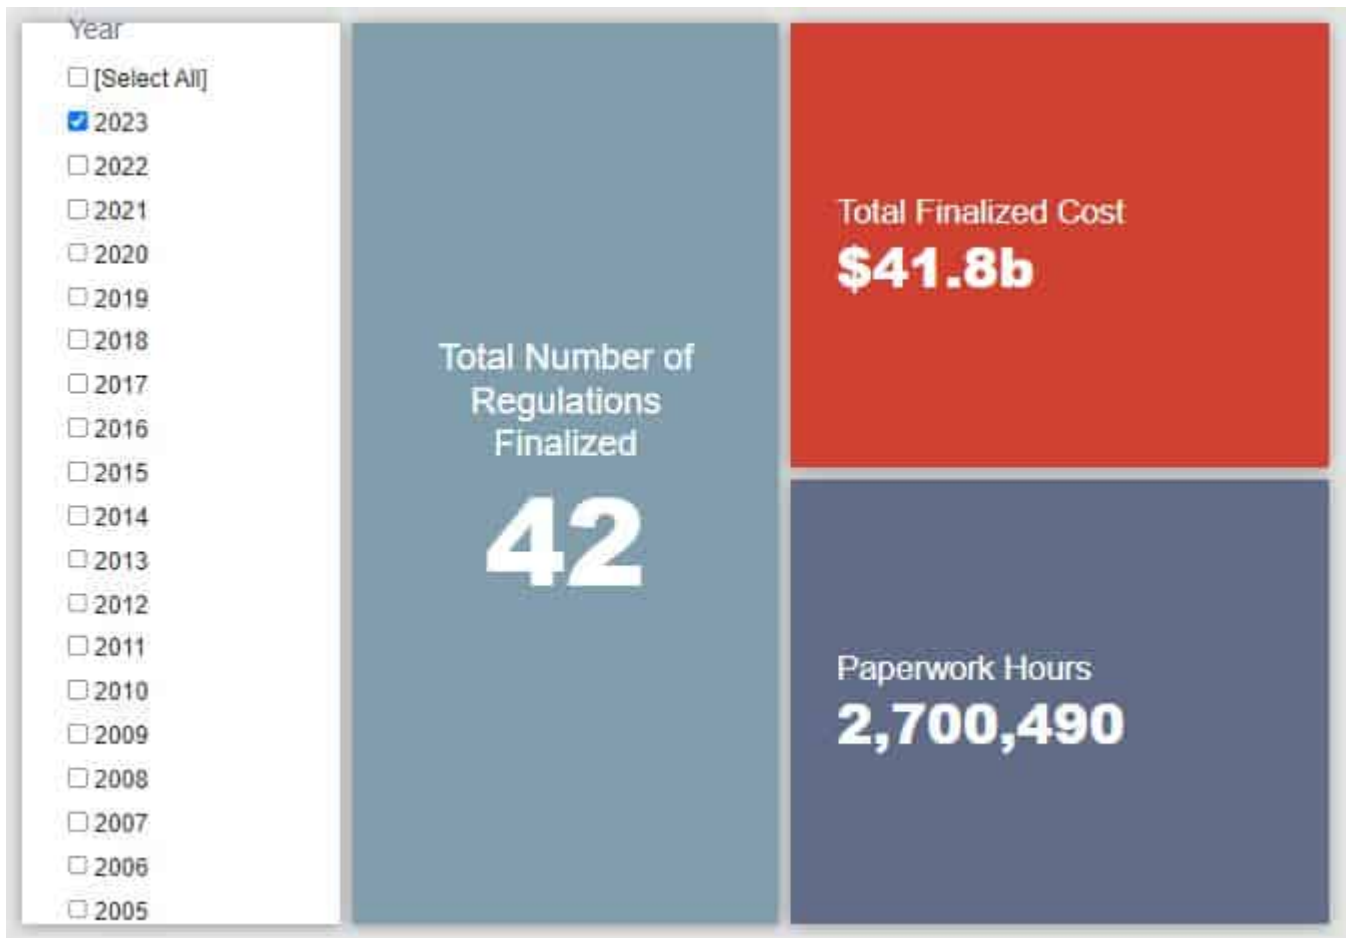 Year
[Select All]
2023
2022
2021
2020
2019
2018
2017
2016
2015
2014
2013
2012
2011
2010
2009
2008
2007
2006
2005
Total Number of
Regulations
Finalized
42
Total Finalized Cost
$41.8b
Paperwork Hours
2,700,490